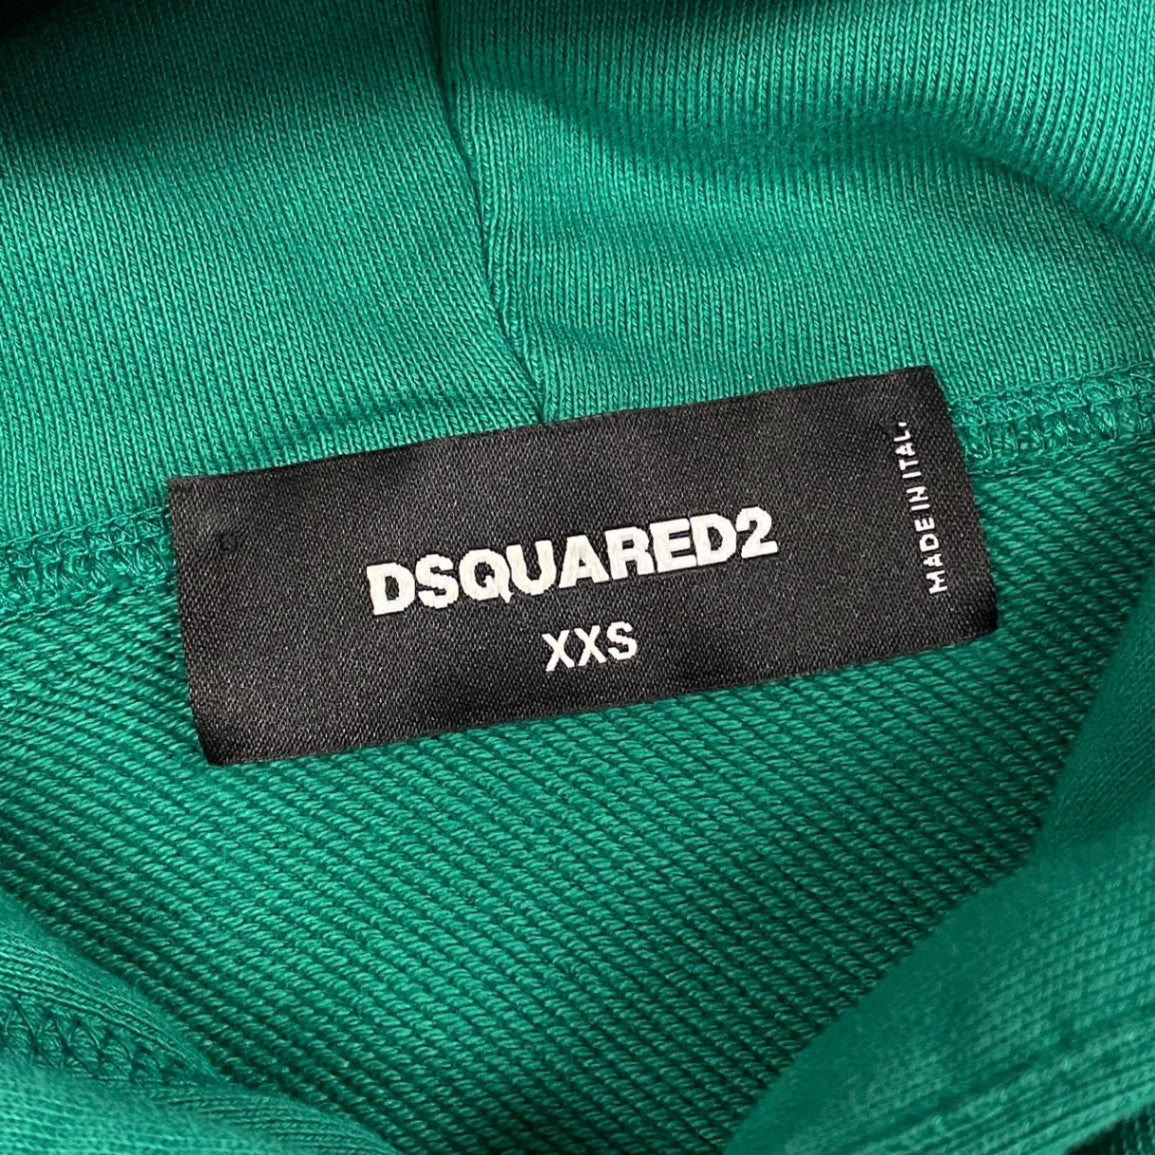 DSQUARED2
XXS
MADE IN ITAL.